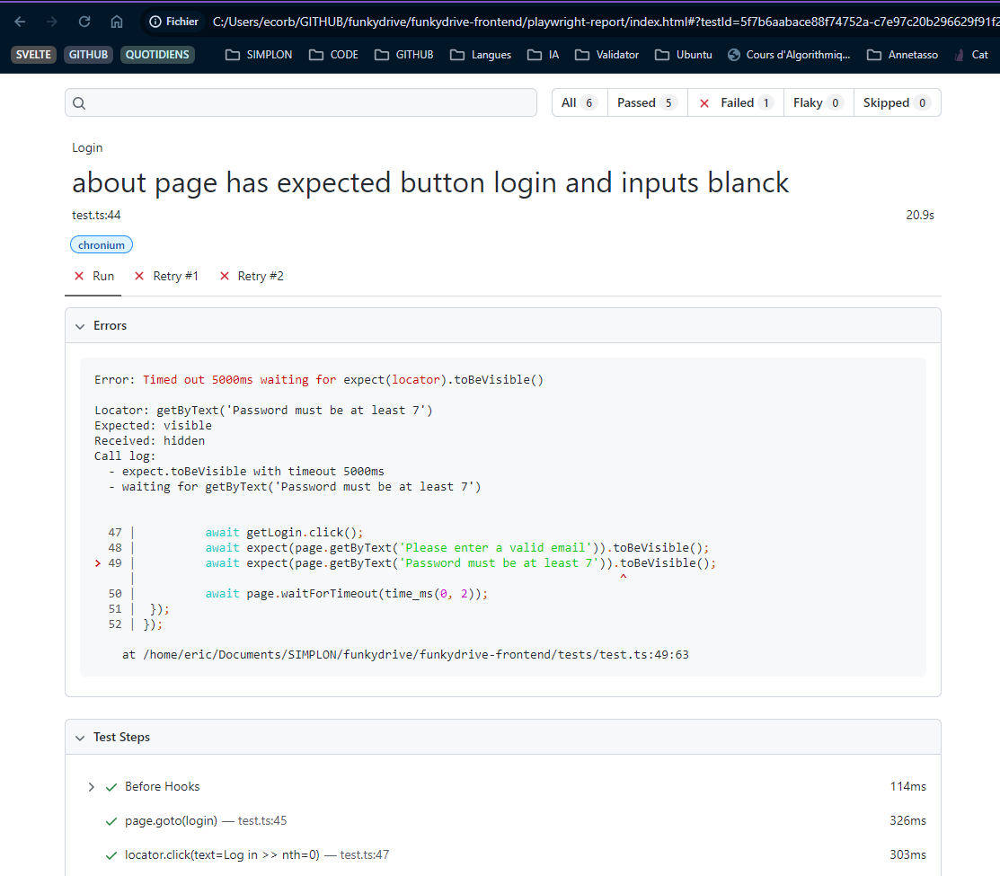 Fichier C:/Users/ecorb/GITHUB/funkydrive/funkydrive-frontend/playwright-report/index.html#?testId=5f7b6aabace88f74752a-c7e97c20b296629f91f2
SVELTE GITHUB QUOTIDIENS SIMPLON CODE GITHUB Langues IA Validator Ubuntu Cours d'Algorithmiq... Annetasso Cat
All 6 Passed 5 Failed 1 Flaky 0 Skipped 0
Login
about page has expected button login and inputs blanck
test.ts:44 20.9s
chronium
Run Retry #1 Retry #2
Errors
Error: Timed out 5000ms waiting for expect(locator).toBeVisible()
Locator: getByText('Password must be at least 7')
Expected: visible
Received: hidden
Call log:
- expect.toBeVisible with timeout 5000ms
- waiting for getByText('Password must be at least 7')
47 | await getLogin.click();
48 | await expect(page.getByText('Please enter a valid email')).toBeVisible();
> 49 | await expect(page.getByText('Password must be at least 7')).toBeVisible();
| ^
50 | await page.waitForTimeout(time_ms(0, 2));
51 | });
52 | });
at /home/eric/Documents/SIMPLON/funkydrive/funkydrive-frontend/tests/test.ts:49:63
Test Steps
Before Hooks 114ms
page.goto(login) — test.ts:45 326ms
locator.click(text=Log in >> nth=0) — test.ts:47 303ms